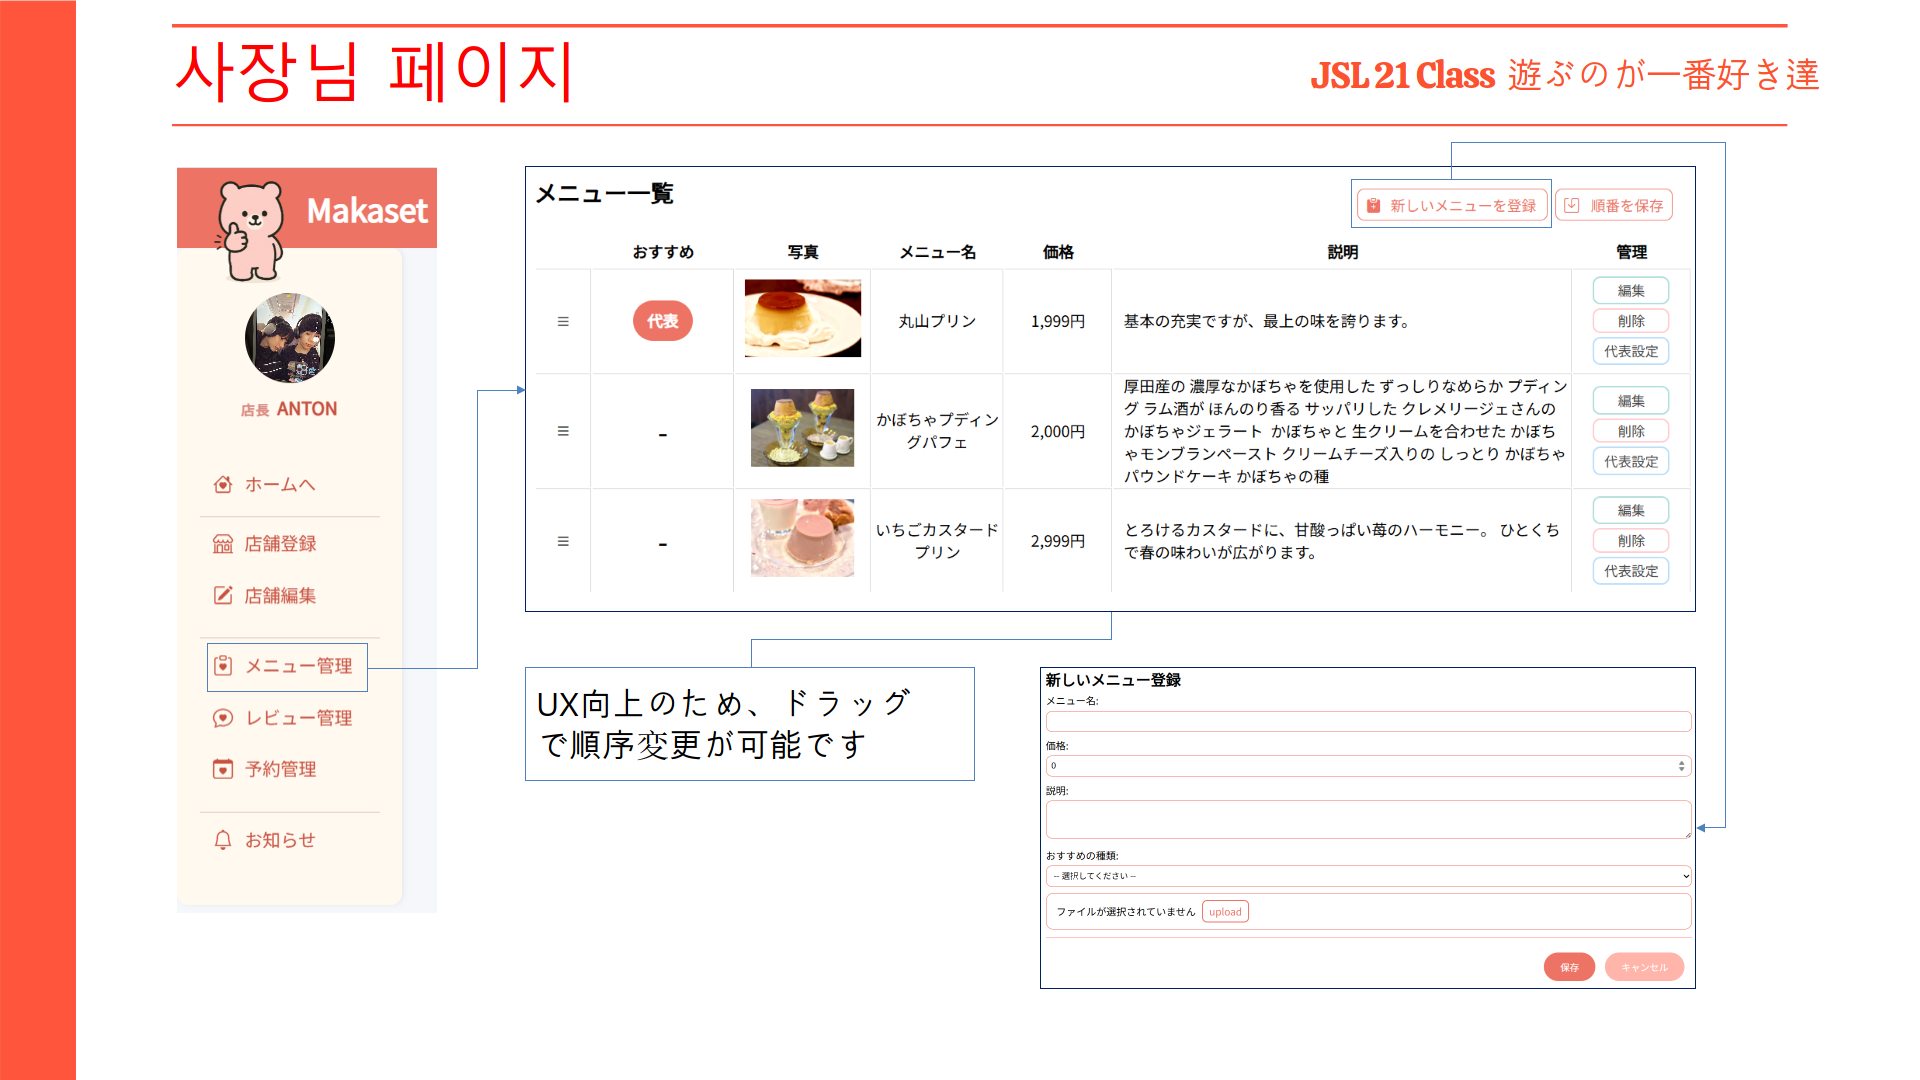 사장님 페이지
JSL 21 Class 遊ぶのが一番好き達
Makaset
店長 ANTON
ホームへ
店舗登録
店舗編集
メニュー管理
レビュー管理
予約管理
お知らせ
メニュー一覧
新しいメニューを登録
順番を保存
おすすめ 写真 メニュー名 価格 説明 管理
代表 丸山プリン 1,999円 基本の充実ですが、最上の味を誇ります。
編集
削除
代表設定
-
かぼちゃプディン
グパフェ
2,000円
厚田産の 濃厚なかぼちゃを使用した ずっしりなめらか プディン
グ ラム酒が ほんのり香る サッパリした クレメリージェさんの
かぼちゃジェラート かぼちゃと 生クリームを合わせた かぼち
ゃモンブランペースト クリームチーズ入りの しっとり かぼちゃ
パウンドケーキ かぼちゃの種
編集
削除
代表設定
-
いちごカスタード
プリン
2,999円
とろけるカスタードに、甘酸っぱい苺のハーモニー。 ひとくち
で春の味わいが広がります。
編集
削除
代表設定
UX向上のため、ドラッグ
で順序変更が可能です
新しいメニュー登録
メニュー名:
価格:
0
説明:
おすすめの種類:
-- 選択してください --
ファイルが選択されていません upload
保存 キャンセル